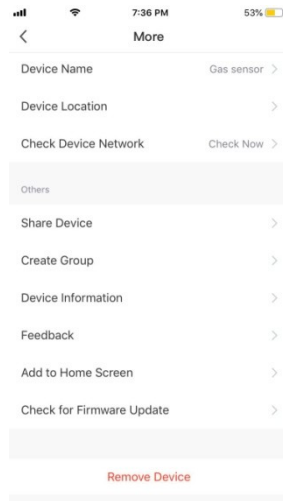 7:36 PM 53%
More
Device Name Gas sensor
Device Location
Check Device Network Check Now
Others
Share Device
Create Group
Device Information
Feedback
Add to Home Screen
Check for Firmware Update
Remove Device